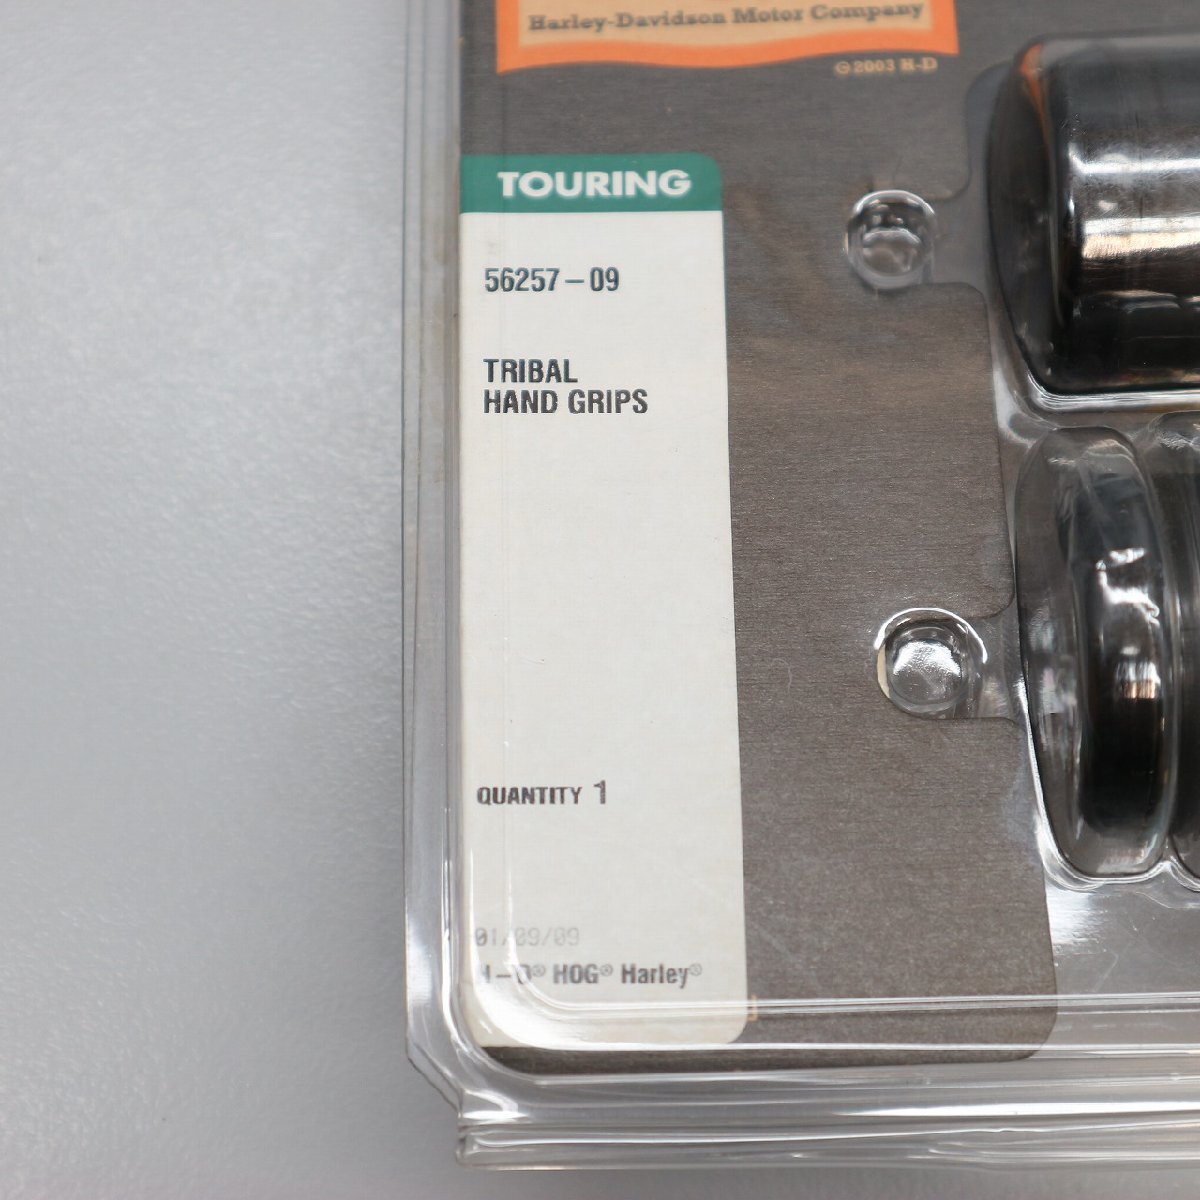 Harley-Davidson Motor Company
©2003 H-D
TOURING
56257-09
TRIBAL
HAND GRIPS
QUANTITY 1
01/09/09
H-D® HOG® Harley®